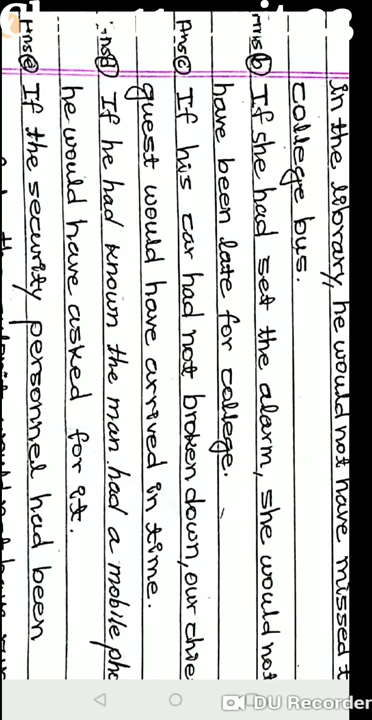 in the library, he would not have missed t
college bus.
Ans(b) If she had set the alarm, she would not
have been late for college.
Ans(c) If his car had not broken down, our chie
guest would have arrived in time.
Ans(d) If he had known the man had a mobile pho
he would have asked for it.
Ans(e) If the security personnel had been
DU Recorder